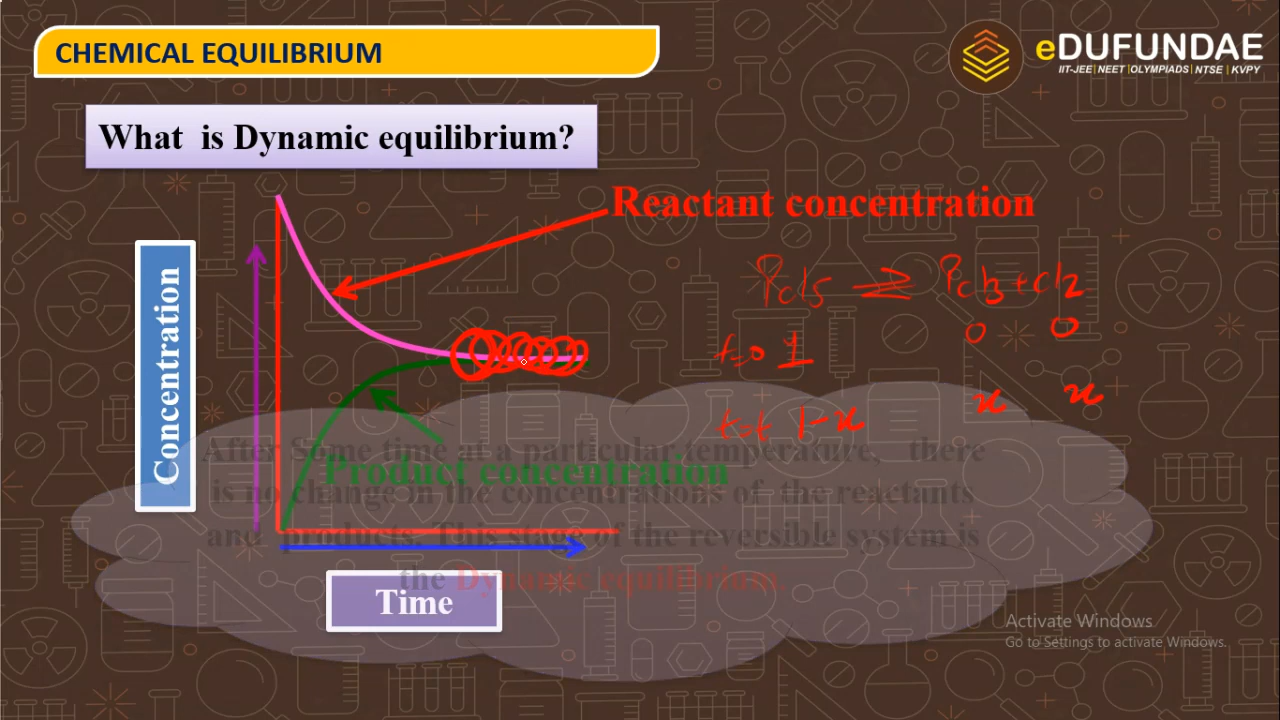 CHEMICAL EQUILIBRIUM
eDUFUNDAE
IIT-JEE|NEET |OLYMPIADS|NTSE | KVPY
What is Dynamic equilibrium?
Reactant concentration
Pcl5 ⇌ Pcl3+cl2
0 0
t=0 1
x x
t=t 1-x
Concentration
Product concentration
After Some time at a particular temperature, there
is no change in the concentrations of the reactants
and products. This stage of the reversible system is
the Dynamic equilibrium.
Time
Activate Windows
Go to Settings to activate Windows.